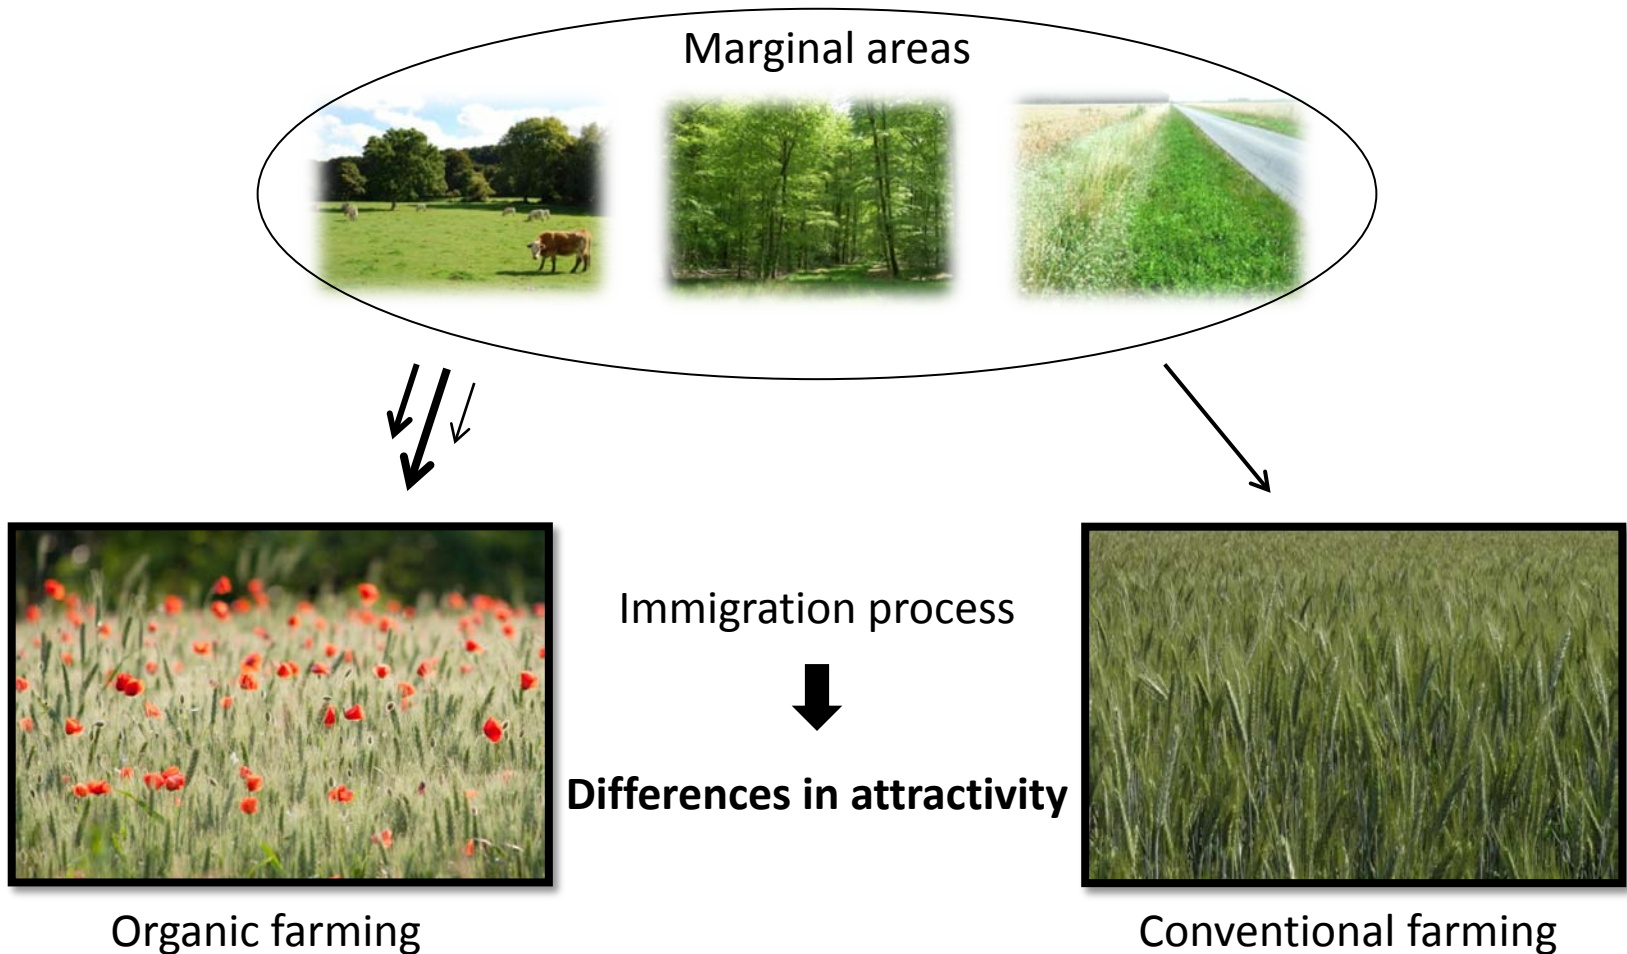 Marginal areas
Immigration process
Differences in attractivity
Organic farming
Conventional farming